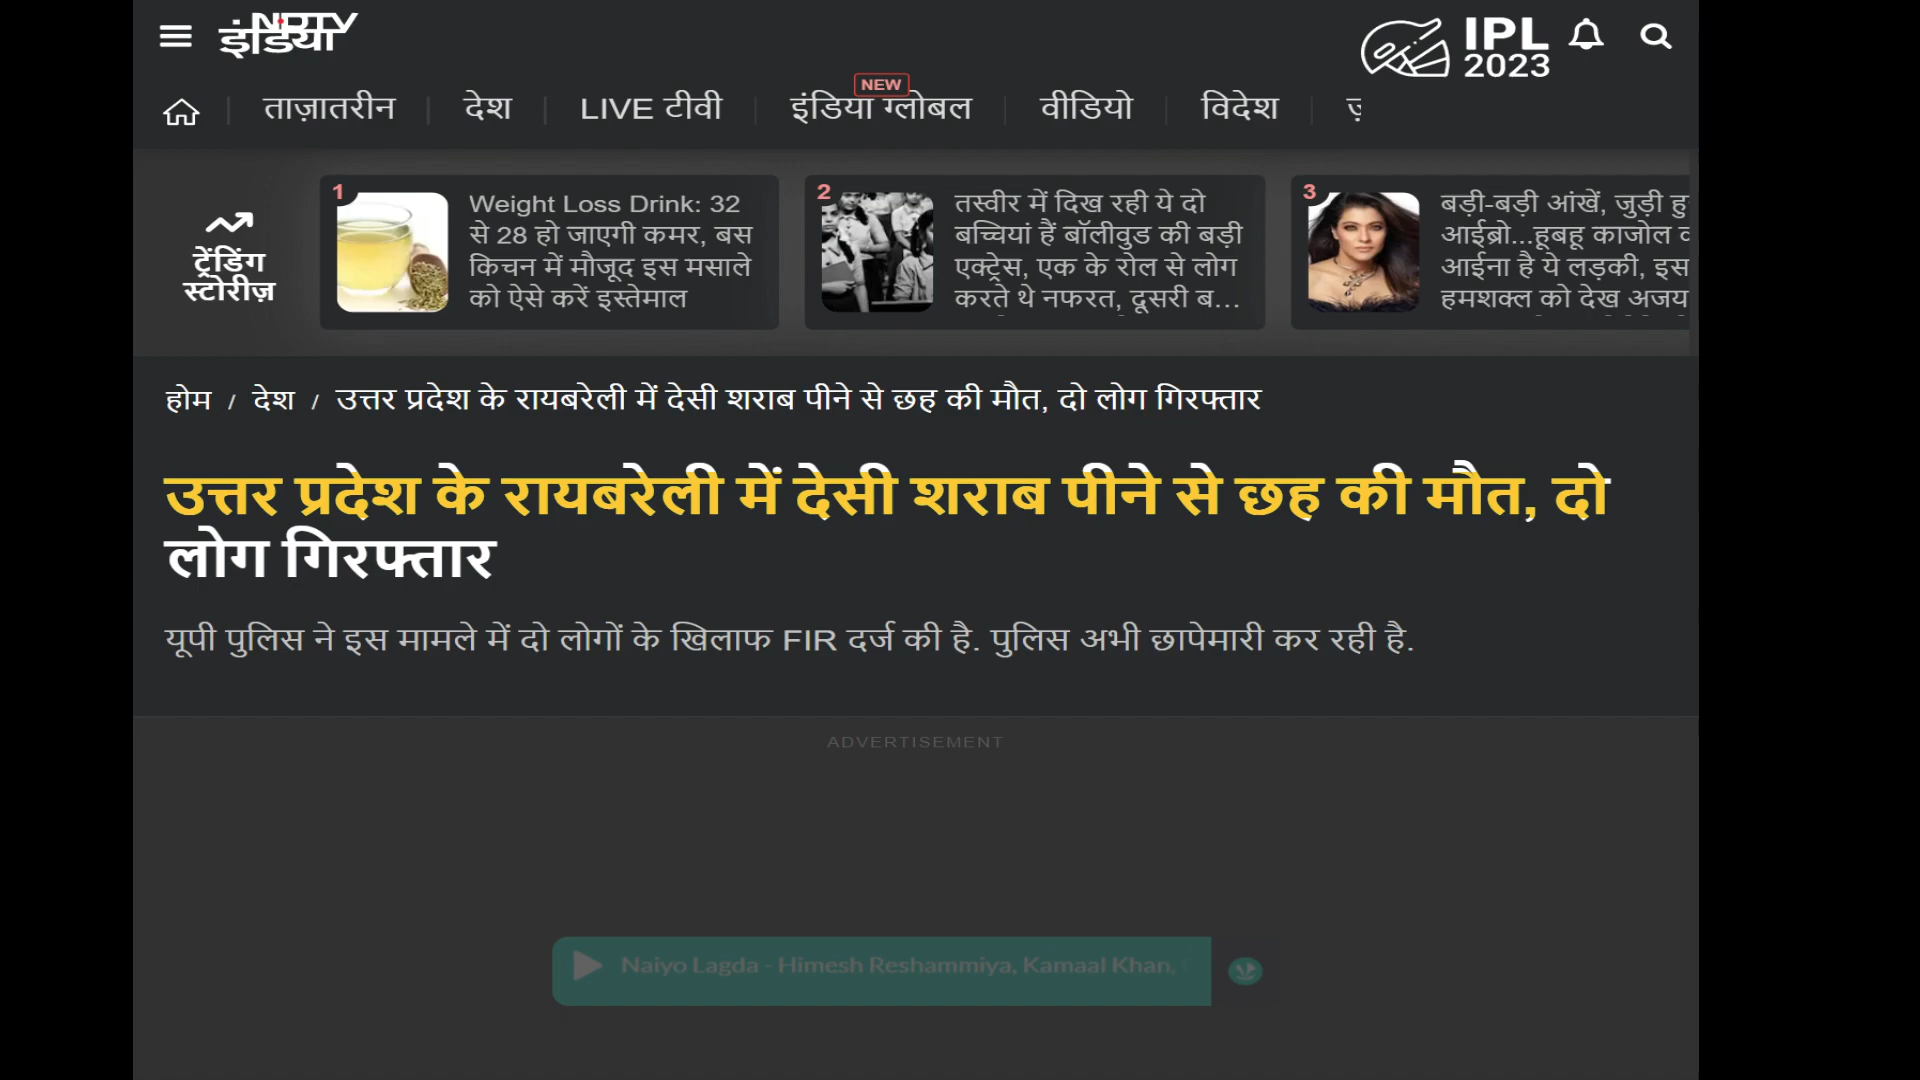 NDTV
इंडिया
IPL
2023
NEW
ताज़ातरीन
देश
LIVE टीवी
इंडिया ग्लोबल
वीडियो
विदेश
ट्रेंडिंग
स्टोरीज़
1
Weight Loss Drink: 32
से 28 हो जाएगी कमर, बस
किचन में मौजूद इस मसाले
को ऐसे करें इस्तेमाल
2
तस्वीर में दिख रही ये दो
बच्चियां हैं बॉलीवुड की बड़ी
एक्ट्रेस, एक के रोल से लोग
करते थे नफरत, दूसरी ब...
3
बड़ी-बड़ी आंखें, जुड़ी
आईब्रो...हूबहू काजोल
आईना है ये लड़की, इस
हमशक्ल को देख अजय
होम / देश / उत्तर प्रदेश के रायबरेली में देसी शराब पीने से छह की मौत, दो लोग गिरफ्तार
उत्तर प्रदेश के रायबरेली में देसी शराब पीने से छह की मौत, दो
लोग गिरफ्तार
यूपी पुलिस ने इस मामले में दो लोगों के खिलाफ FIR दर्ज की है. पुलिस अभी छापेमारी कर रही है.
ADVERTISEMENT
Naiyo Lagda - Himesh Reshammiya, Kamaal Khan,